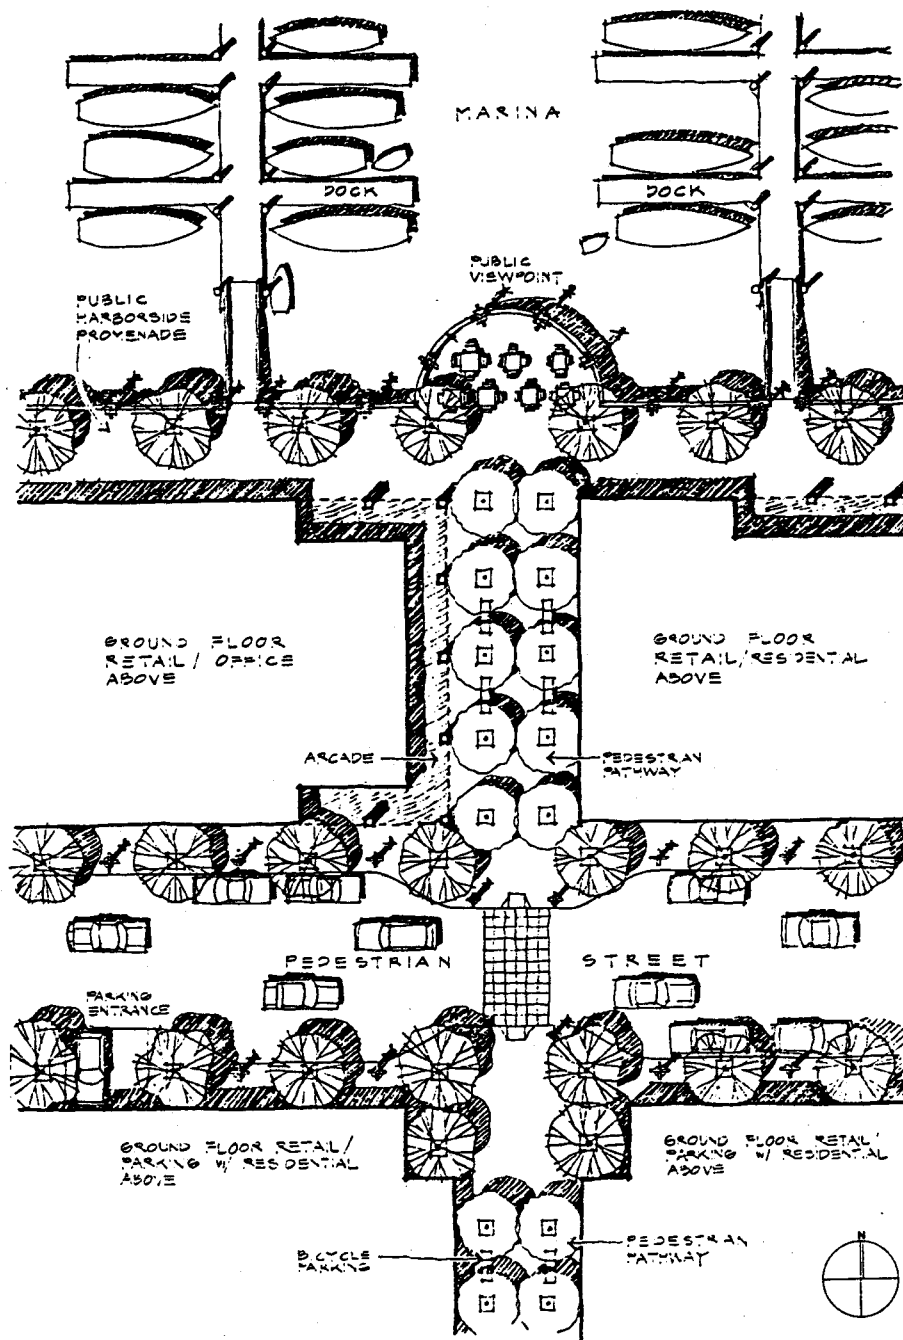 MARINA
DOCK
DOCK
PUBLIC
VIEWPOINT
PUBLIC
HARBORSIDE
PROMENADE
GROUND FLOOR
RETAIL / OFFICE
ABOVE
GROUND FLOOR
RETAIL/RESIDENTIAL
ABOVE
ARCADE
PEDESTRIAN
PATHWAY
PEDESTRIAN STREET
PARKING
ENTRANCE
GROUND FLOOR RETAIL /
PARKING W/ RESIDENTIAL
ABOVE
GROUND FLOOR RETAIL /
PARKING W/ RESIDENTIAL
ABOVE
BICYCLE
PARKING
PEDESTRIAN
PATHWAY
N